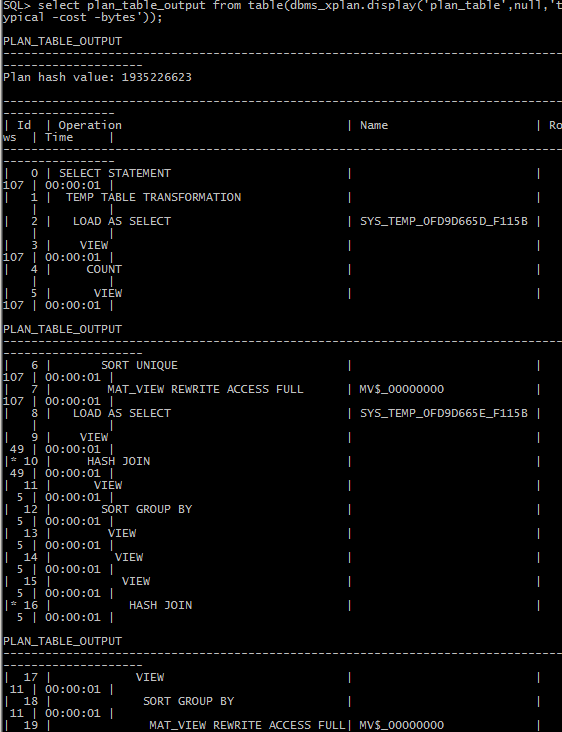 SQL> select plan_table_output from table(dbms_xplan.display('plan_table',null,'t
ypical -cost -bytes'));
PLAN_TABLE_OUTPUT
--------------------------------------------------------------------------------
--------------------
Plan hash value: 1935226623
--------------------------------------------------------------------------------
----------------
| Id | Operation | Name | Ro
ws | Time |
--------------------------------------------------------------------------------
----------------
| 0 | SELECT STATEMENT | |
107 | 00:00:01 |
| 1 | TEMP TABLE TRANSFORMATION | |
| |
| 2 | LOAD AS SELECT | SYS_TEMP_0FD9D665D_F115B |
| |
| 3 | VIEW | |
107 | 00:00:01 |
| 4 | COUNT | |
| |
| 5 | VIEW | |
107 | 00:00:01 |
PLAN_TABLE_OUTPUT
--------------------------------------------------------------------------------
--------------------
| 6 | SORT UNIQUE | |
107 | 00:00:01 |
| 7 | MAT_VIEW REWRITE ACCESS FULL | MV$_00000000 |
107 | 00:00:01 |
| 8 | LOAD AS SELECT | SYS_TEMP_0FD9D665E_F115B |
| |
| 9 | VIEW | |
49 | 00:00:01 |
|* 10 | HASH JOIN | |
49 | 00:00:01 |
| 11 | VIEW | |
5 | 00:00:01 |
| 12 | SORT GROUP BY | |
5 | 00:00:01 |
| 13 | VIEW | |
5 | 00:00:01 |
| 14 | VIEW | |
5 | 00:00:01 |
| 15 | VIEW | |
5 | 00:00:01 |
|* 16 | HASH JOIN | |
5 | 00:00:01 |
PLAN_TABLE_OUTPUT
--------------------------------------------------------------------------------
--------------------
| 17 | VIEW | |
11 | 00:00:01 |
| 18 | SORT GROUP BY | |
11 | 00:00:01 |
| 19 | MAT_VIEW REWRITE ACCESS FULL| MV$_00000000 |